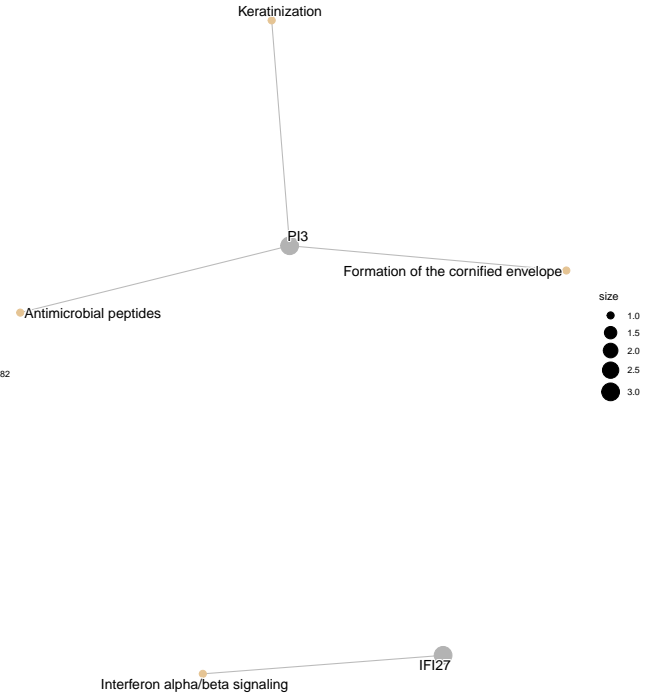 Keratinization
PI3
Formation of the cornified envelope
size
Antimicrobial peptides
1.0
1.5
2.0
82
2.5
3.0
IFI27
Interferon alpha/beta signaling